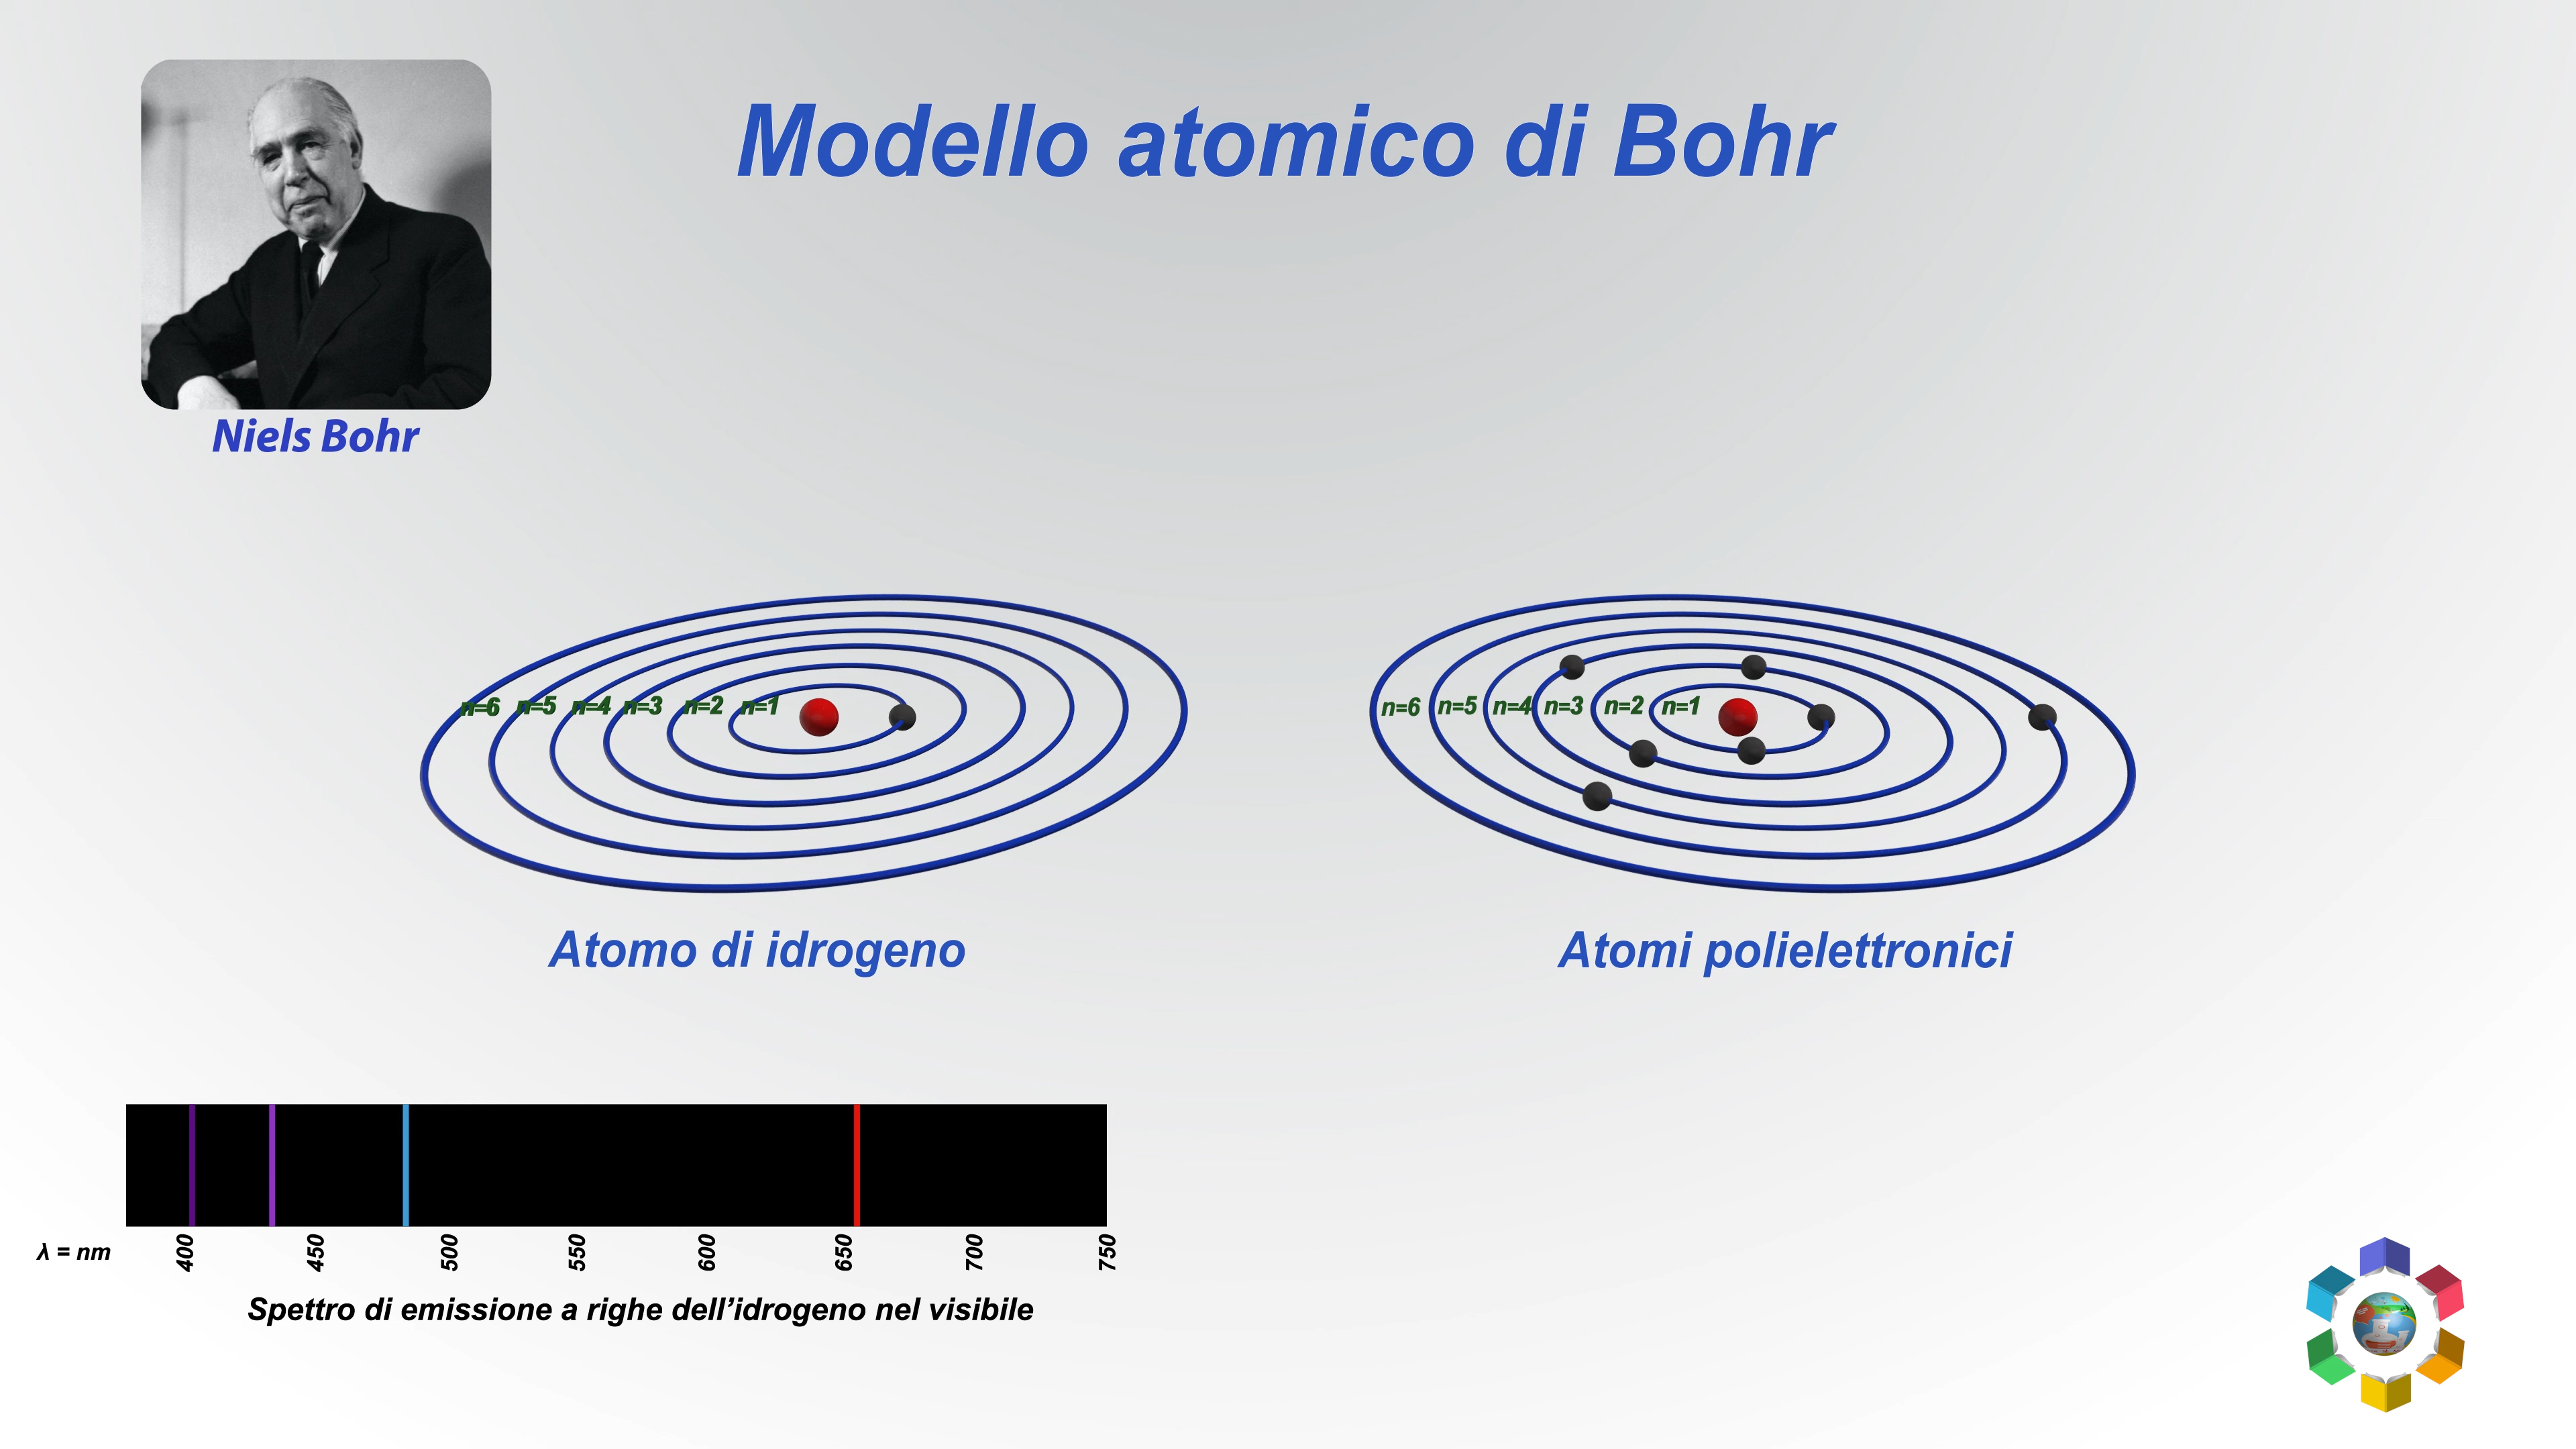 Modello atomico di Bohr
Niels Bohr
n=6 n=5 n=4 n=3 n=2 n=1
n=6 n=5 n=4 n=3 n=2 n=1
Atomo di idrogeno
Atomi polielettronici
λ = nm
400 450 500 550 600 650 700 750
Spettro di emissione a righe dell’idrogeno nel visibile